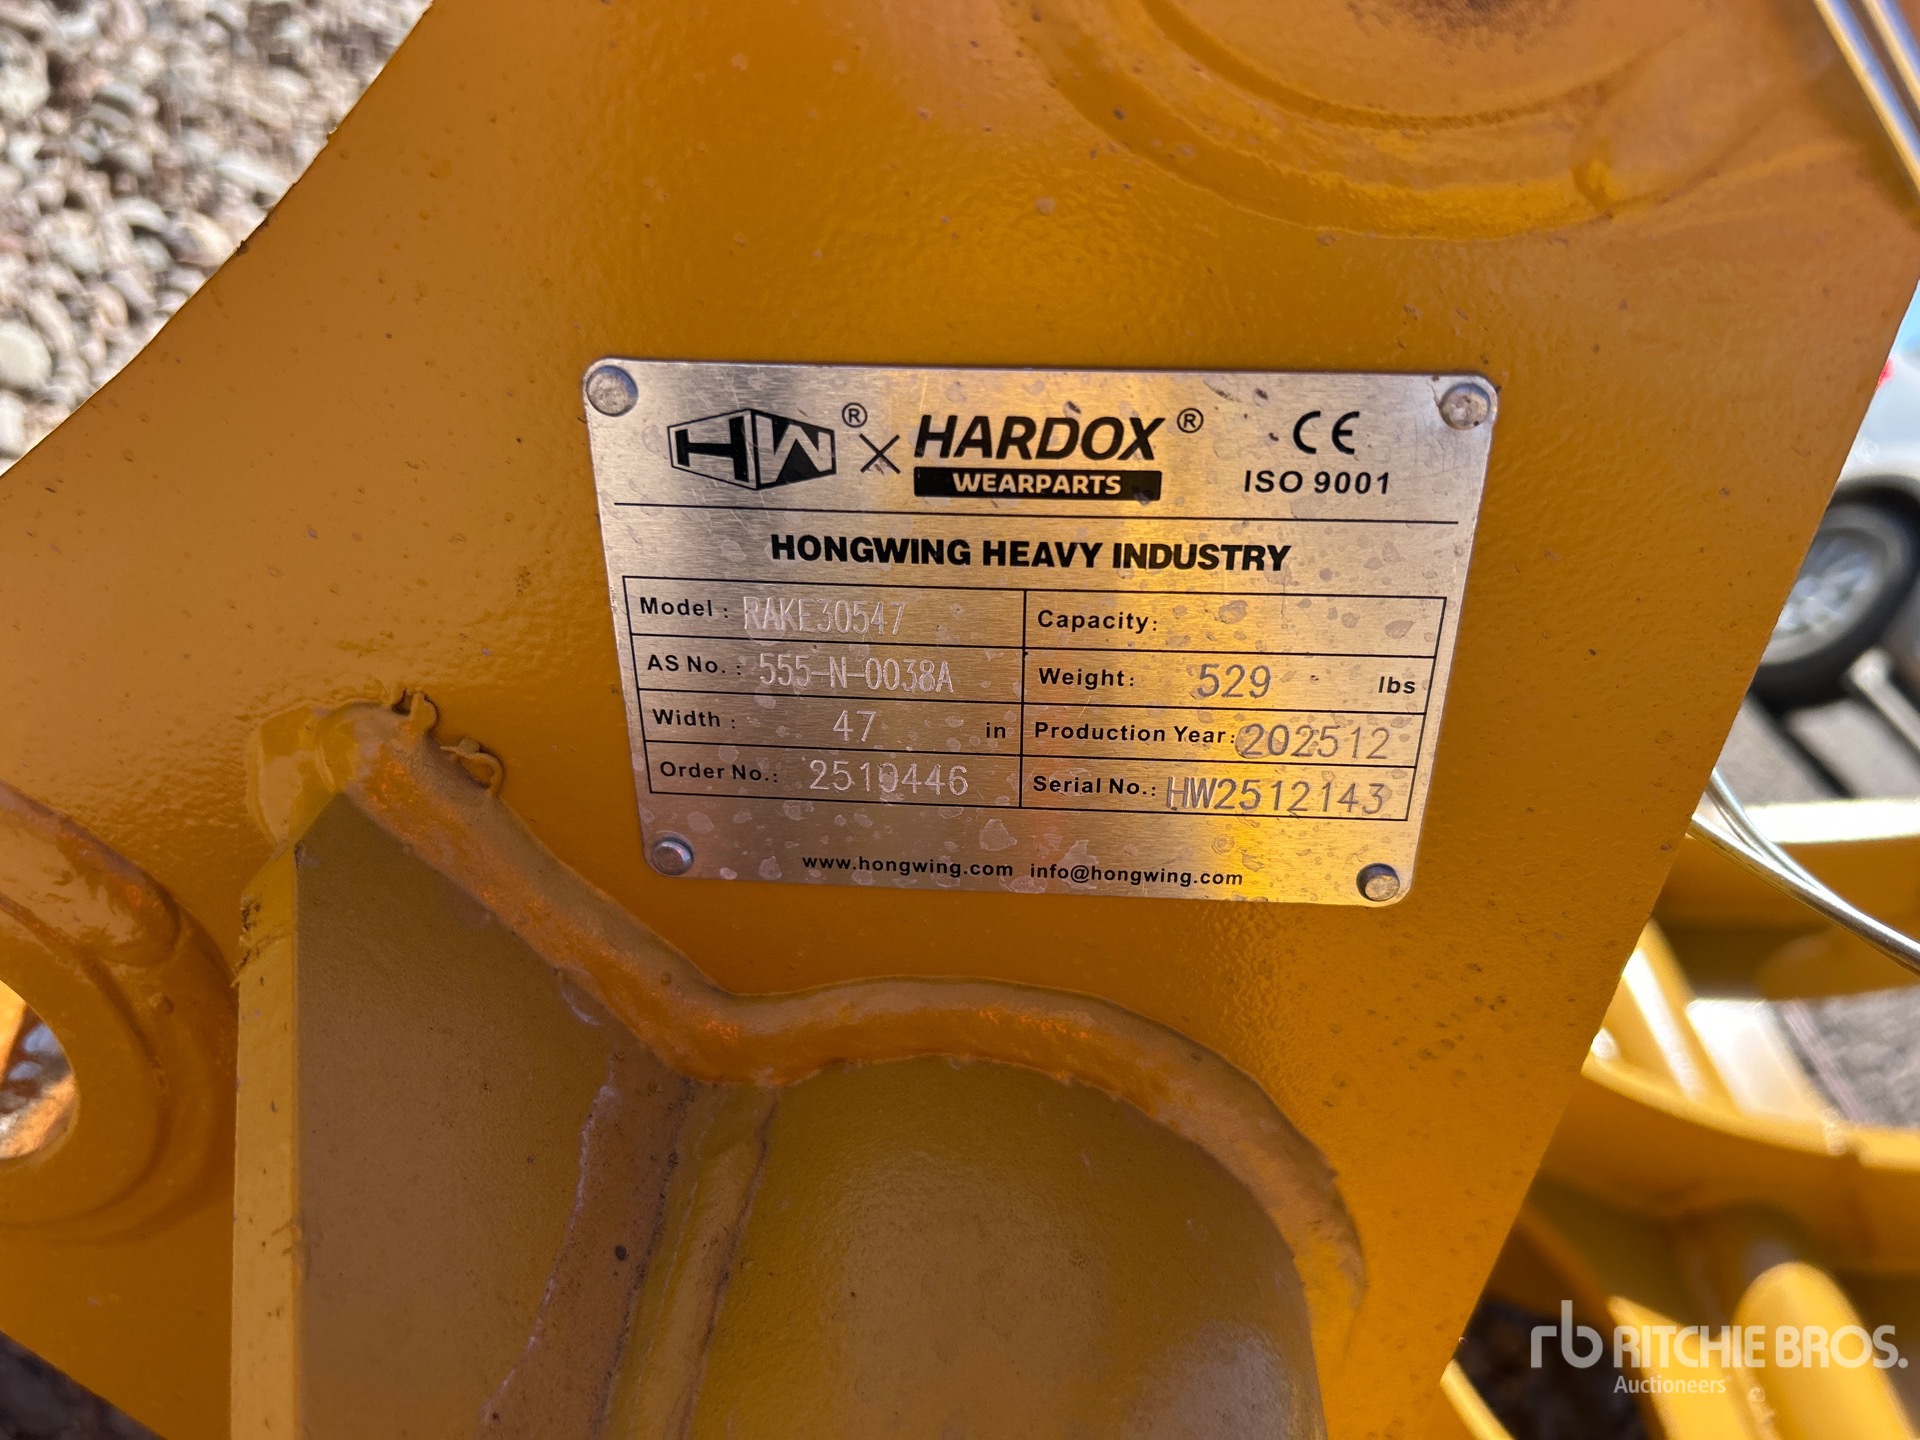 HW® × HARDOX® CE
WEARPARTS ISO 9001
HONGWING HEAVY INDUSTRY
Model: RAKE30547 Capacity:
AS No.: 555-N-0038A Weight: 529 lbs
Width: 47 in Production Year: 202512
Order No.: 2510446 Serial No.: HW2512143
www.hongwing.com info@hongwing.com
rb RITCHIE BROS.
Auctioneers